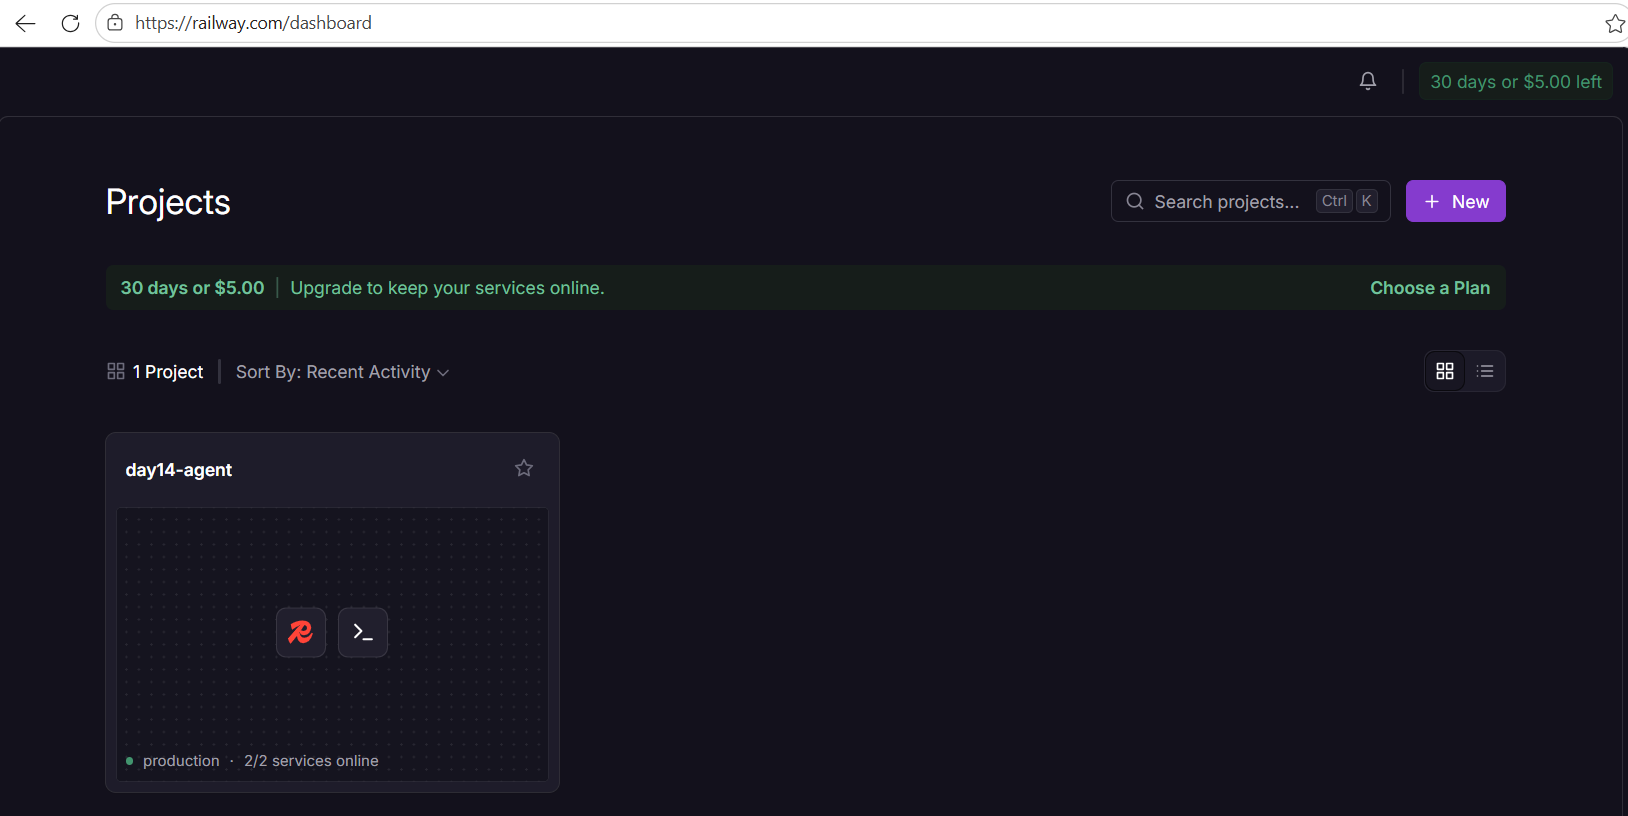 https://railway.com/dashboard
30 days or $5.00 left
Projects
Search projects... Ctrl K
+ New
30 days or $5.00 | Upgrade to keep your services online.
Choose a Plan
1 Project | Sort By: Recent Activity
day14-agent
production · 2/2 services online